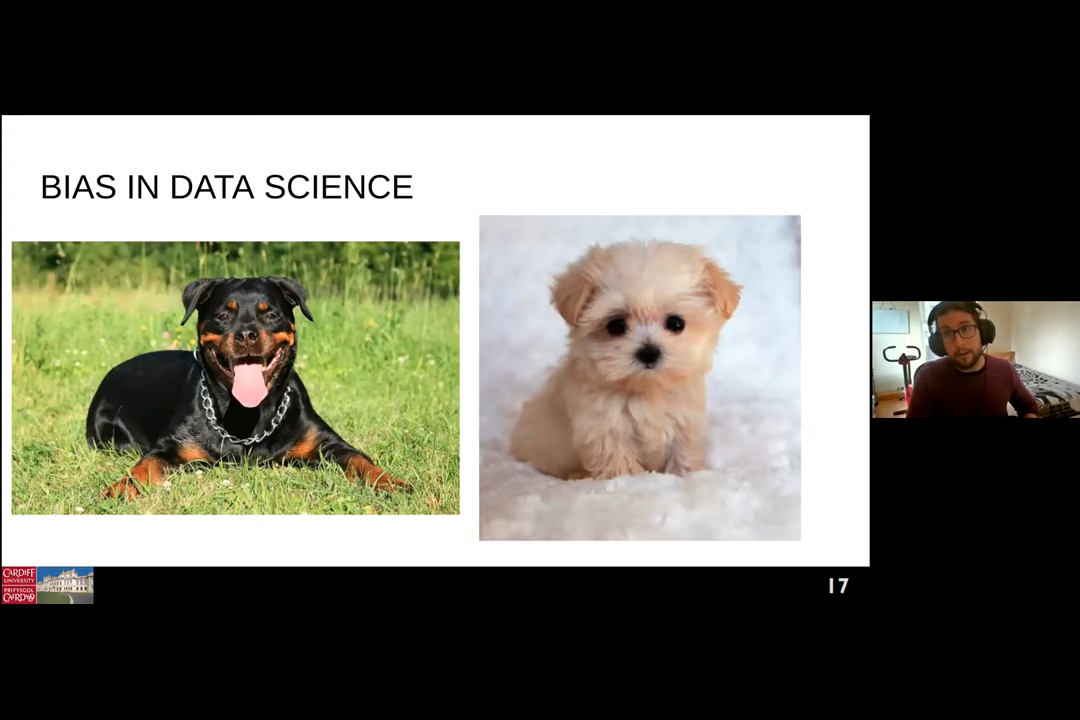 BIAS IN DATA SCIENCE
CARDIFF
UNIVERSITY
PRIFYSGOL
CAERDYDD
17